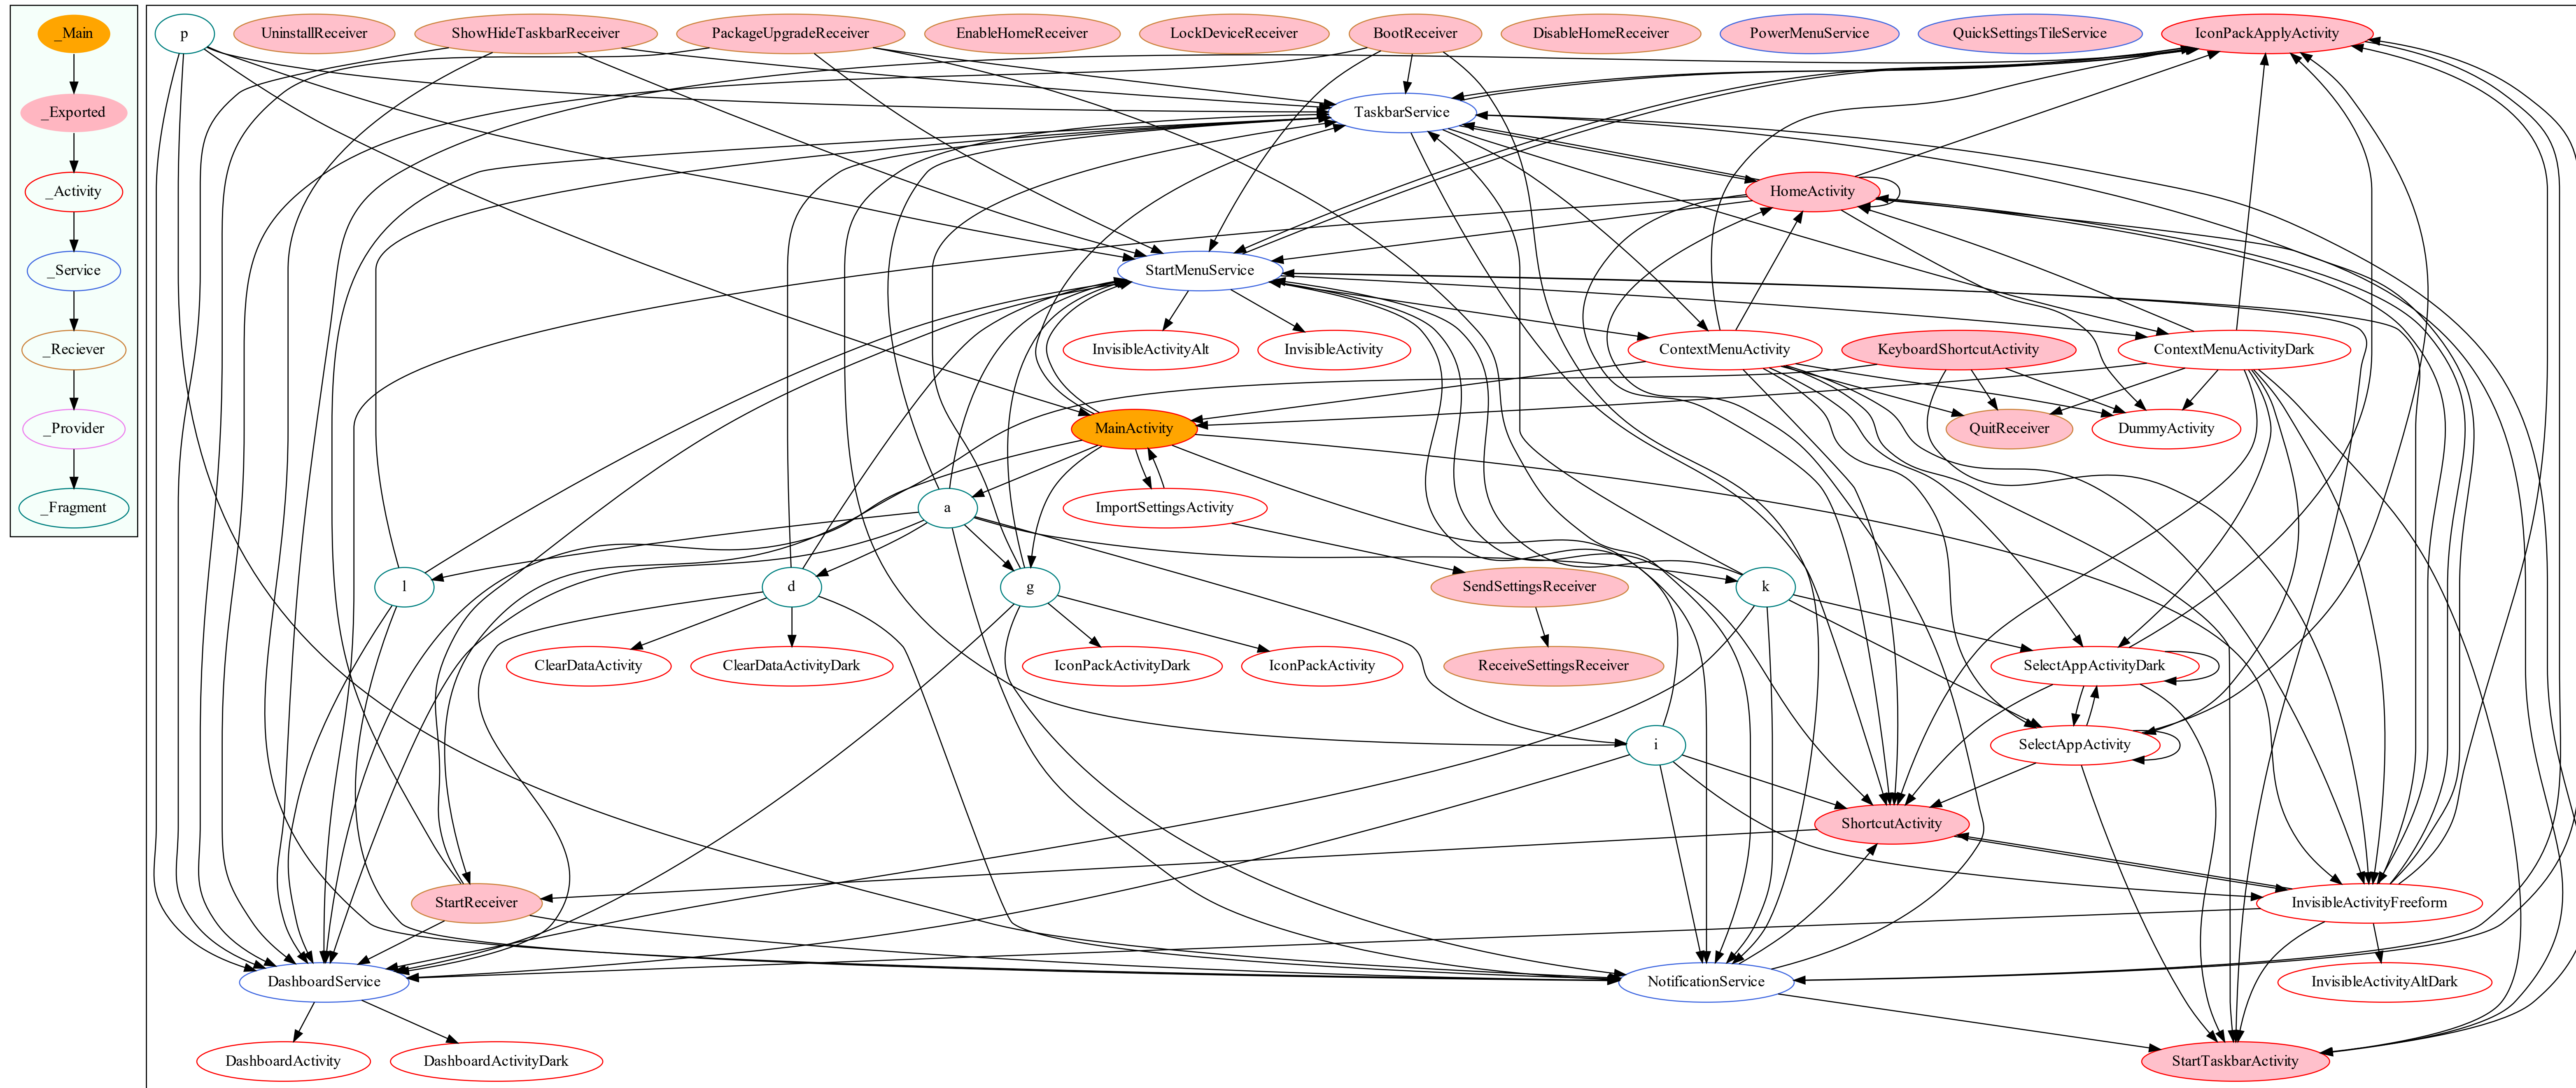 _Main
_Exported
_Activity
_Service
_Reciever
_Provider
_Fragment
p
UninstallReceiver
ShowHideTaskbarReceiver
PackageUpgradeReceiver
EnableHomeReceiver
LockDeviceReceiver
BootReceiver
DisableHomeReceiver
PowerMenuService
QuickSettingsTileService
IconPackApplyActivity
TaskbarService
HomeActivity
StartMenuService
InvisibleActivityAlt
InvisibleActivity
ContextMenuActivity
KeyboardShortcutActivity
ContextMenuActivityDark
MainActivity
QuitReceiver
DummyActivity
a
ImportSettingsActivity
l
d
g
SendSettingsReceiver
k
ClearDataActivity
ClearDataActivityDark
IconPackActivityDark
IconPackActivity
ReceiveSettingsReceiver
SelectAppActivityDark
i
SelectAppActivity
ShortcutActivity
StartReceiver
InvisibleActivityFreeform
DashboardService
NotificationService
InvisibleActivityAltDark
DashboardActivity
DashboardActivityDark
StartTaskbarActivity